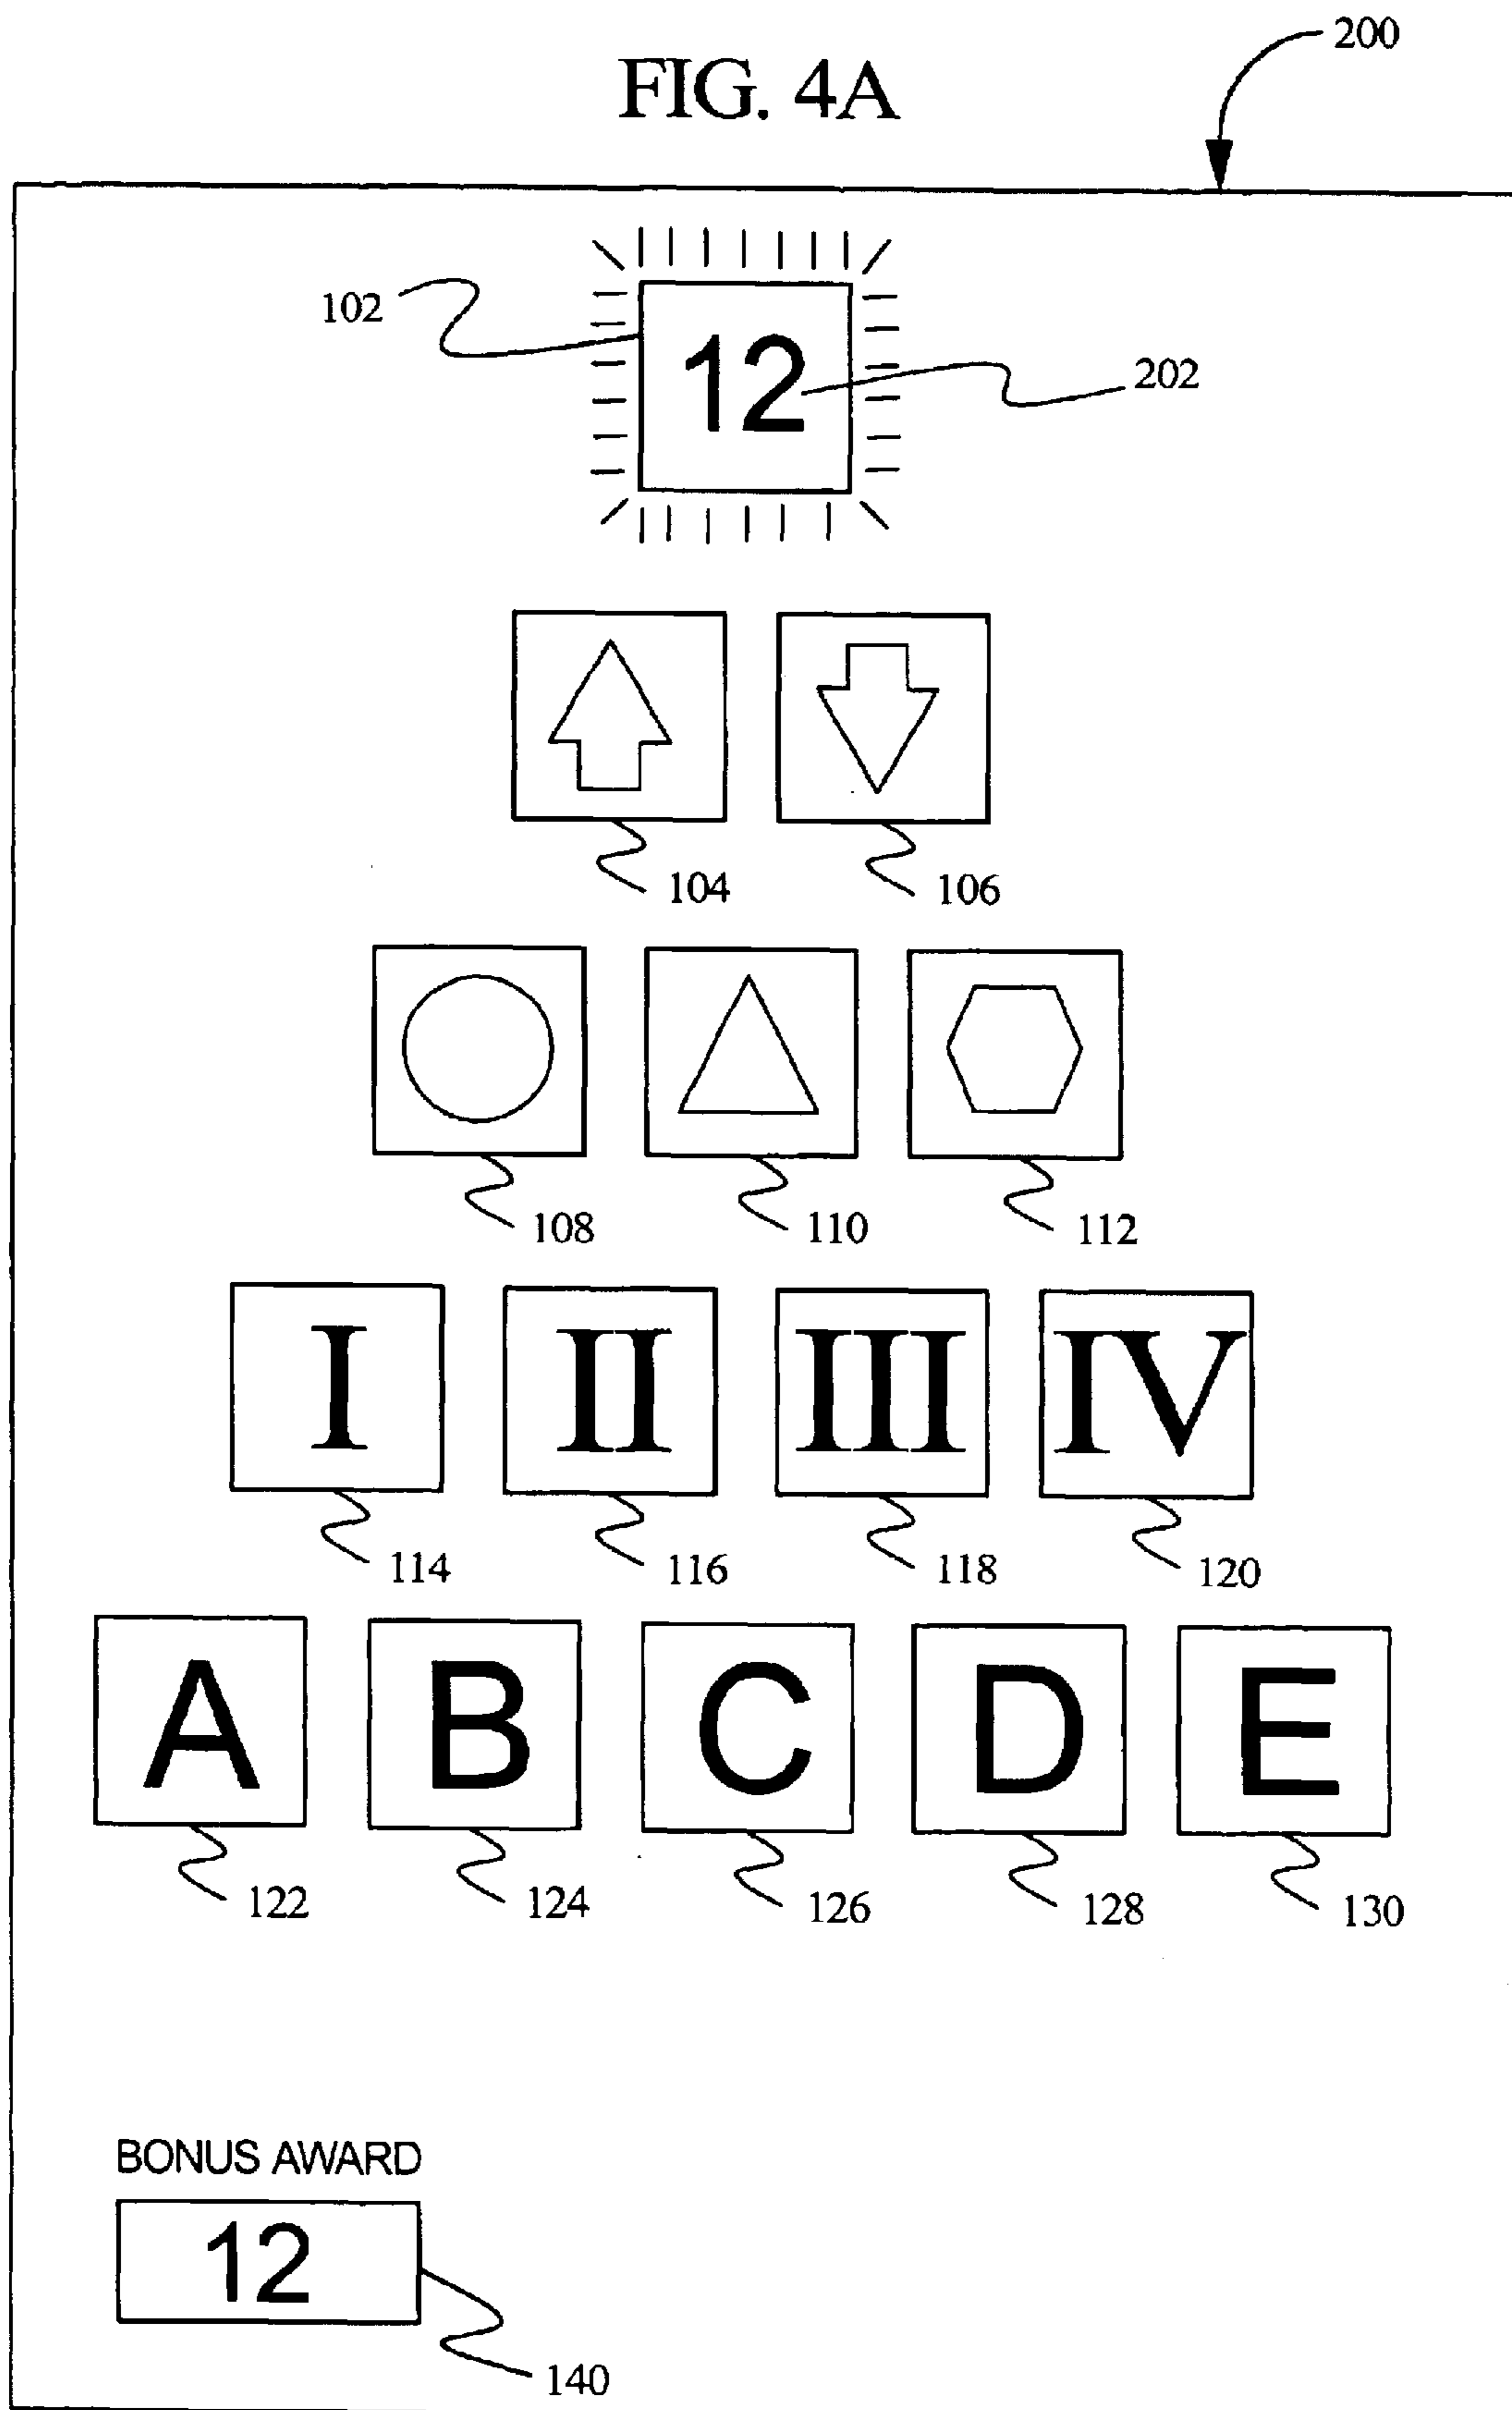 200
FIG. 4A
102
12
202
104 106
108 110 112
I II III IV
114 116 118 120
A B C D E
122 124 126 128 130
BONUS AWARD
12
140